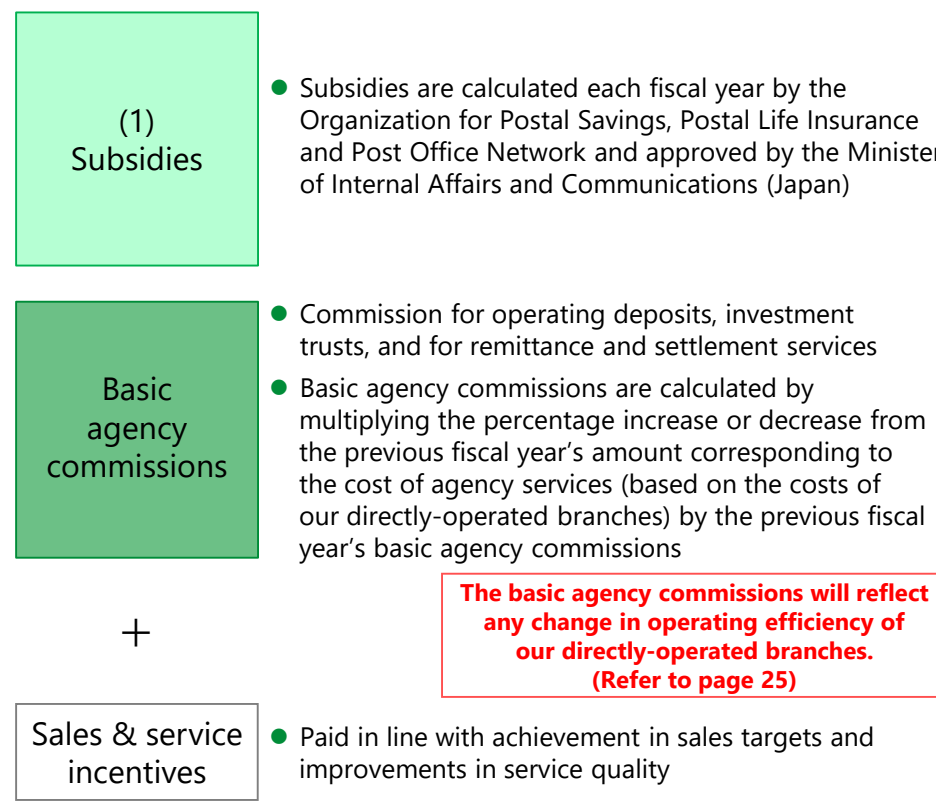 (1)
Subsidies
● Subsidies are calculated each fiscal year by the
Organization for Postal Savings, Postal Life Insurance
and Post Office Network and approved by the Minister
of Internal Affairs and Communications (Japan)
Basic
agency
commissions
● Commission for operating deposits, investment
trusts, and for remittance and settlement services
● Basic agency commissions are calculated by
multiplying the percentage increase or decrease from
the previous fiscal year’s amount corresponding to
the cost of agency services (based on the costs of
our directly-operated branches) by the previous fiscal
year’s basic agency commissions
The basic agency commissions will reflect
any change in operating efficiency of
our directly-operated branches.
(Refer to page 25)
+
Sales & service
incentives
● Paid in line with achievement in sales targets and
improvements in service quality